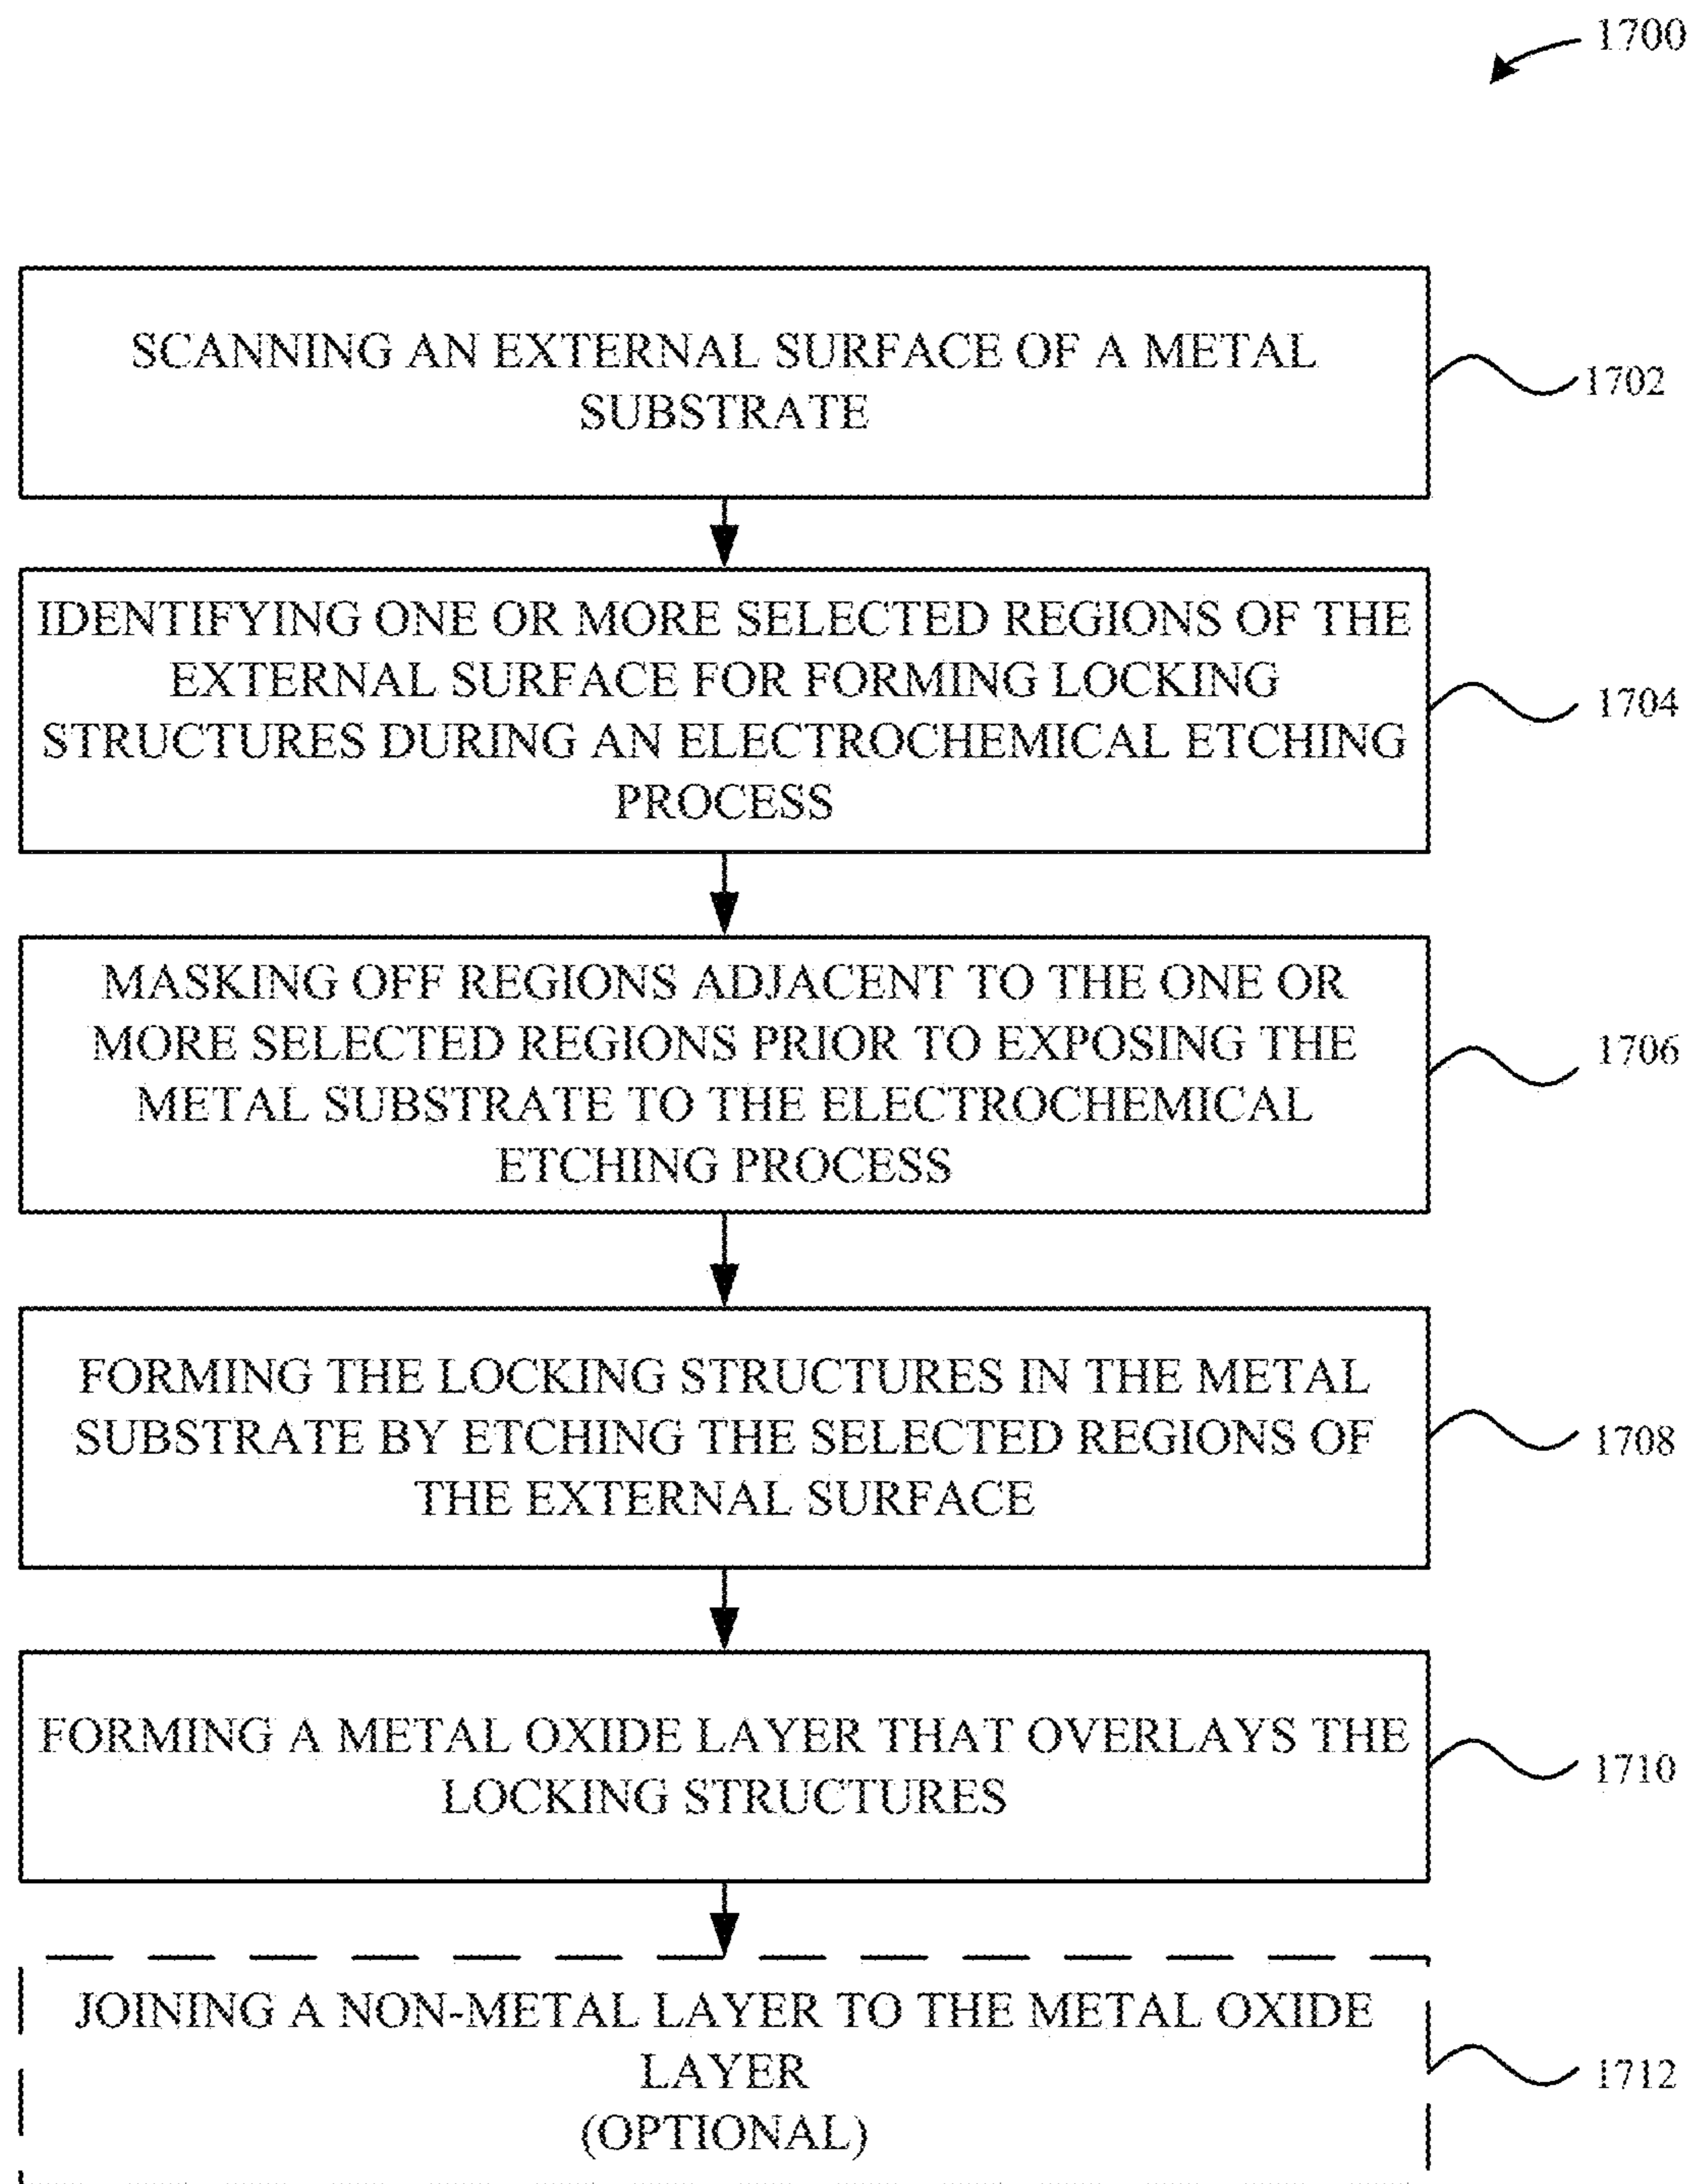 1700
SCANNING AN EXTERNAL SURFACE OF A METAL
SUBSTRATE
1702
IDENTIFYING ONE OR MORE SELECTED REGIONS OF THE
EXTERNAL SURFACE FOR FORMING LOCKING
STRUCTURES DURING AN ELECTROCHEMICAL ETCHING
PROCESS
1704
MASKING OFF REGIONS ADJACENT TO THE ONE OR
MORE SELECTED REGIONS PRIOR TO EXPOSING THE
METAL SUBSTRATE TO THE ELECTROCHEMICAL
ETCHING PROCESS
1706
FORMING THE LOCKING STRUCTURES IN THE METAL
SUBSTRATE BY ETCHING THE SELECTED REGIONS OF
THE EXTERNAL SURFACE
1708
FORMING A METAL OXIDE LAYER THAT OVERLAYS THE
LOCKING STRUCTURES
1710
JOINING A NON-METAL LAYER TO THE METAL OXIDE
LAYER
(OPTIONAL)
1712